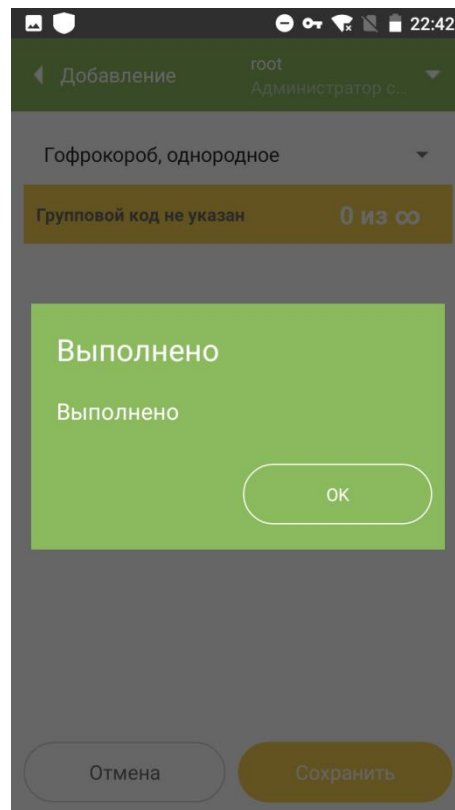 22:42
Добавление
root
Администратор с...
Гофрокороб, однородное
Групповой код не указан
0 из ∞
Выполнено
Выполнено
OK
Отмена
Сохранить